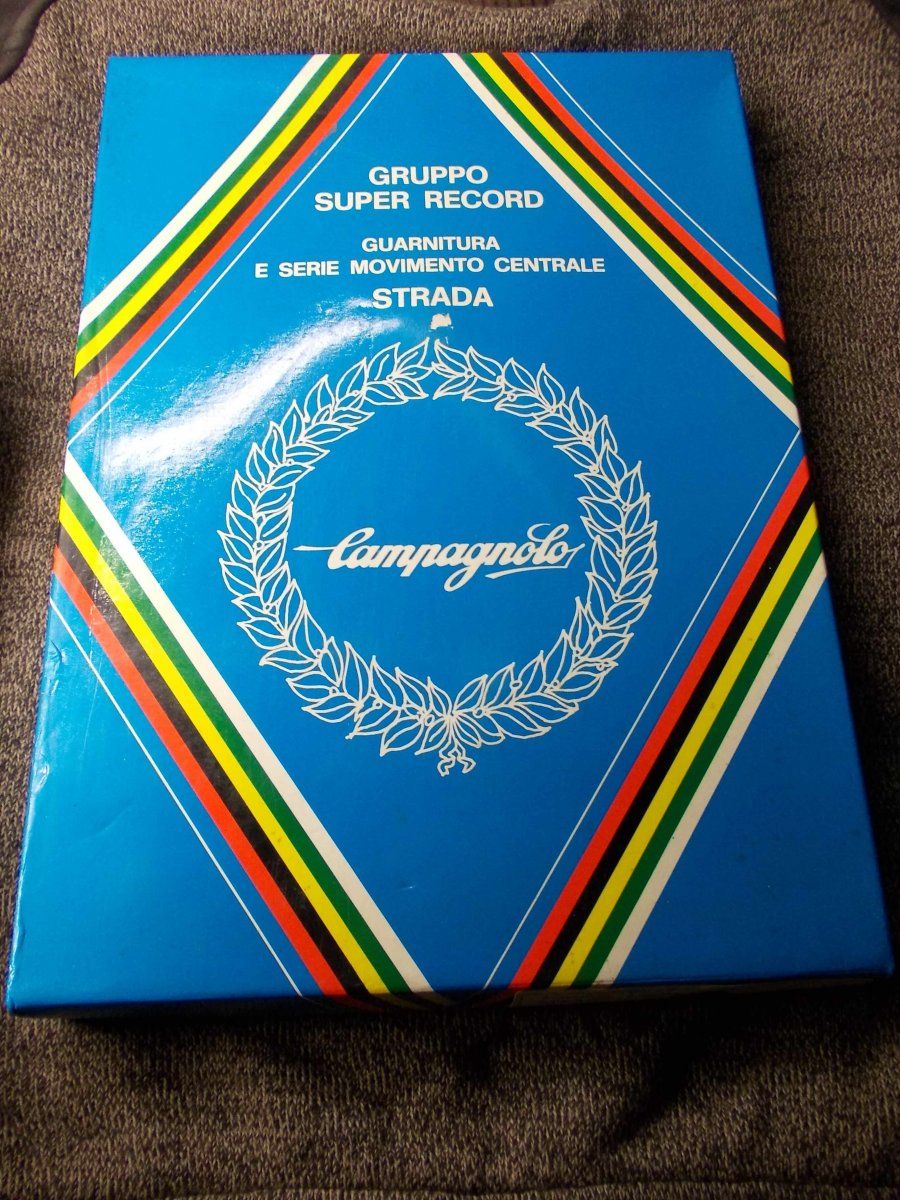 GRUPPO
SUPER RECORD
GUARNITURA
E SERIE MOVIMENTO CENTRALE
STRADA
Campagnolo